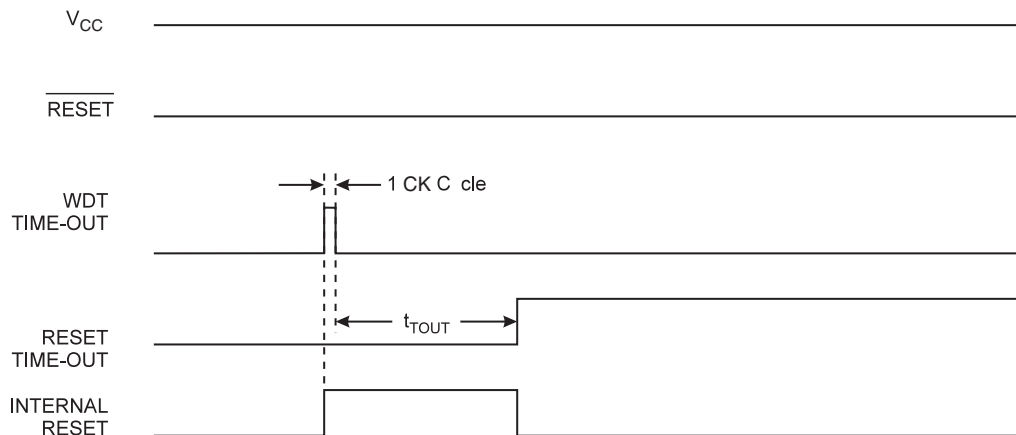 VCC
RESET
1 CK C cle
WDT
TIME-OUT
tTOUT
RESET
TIME-OUT
INTERNAL
RESET